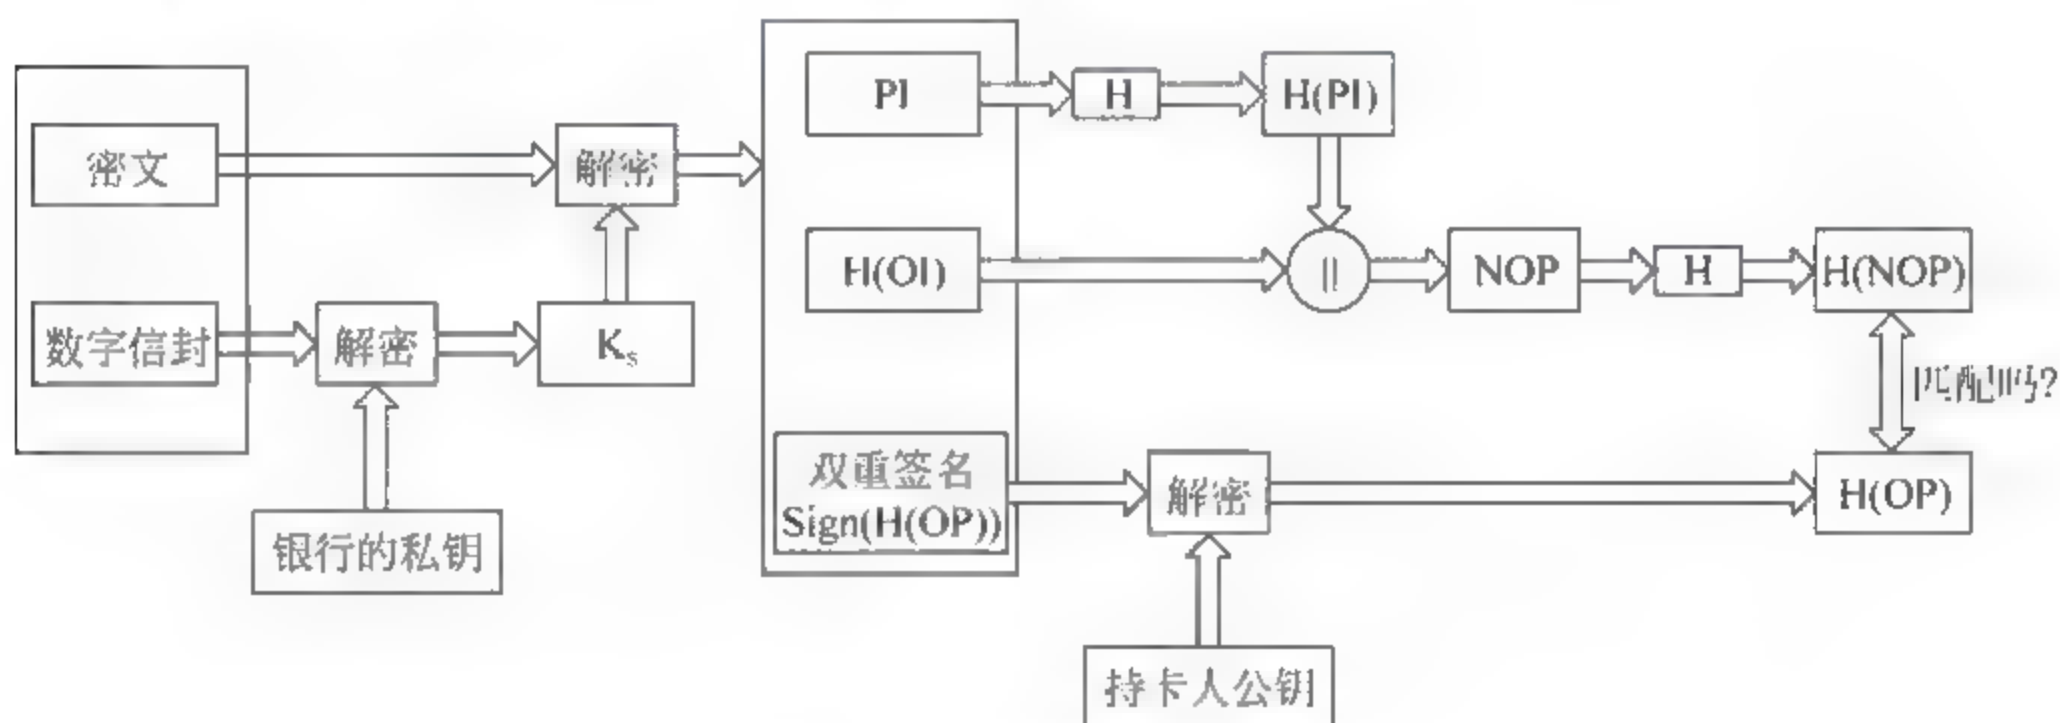 PI
H
H(PI)
密文
解密
H(OI)
||
NOP
H
H(NOP)
数字信封
解密
Ks
匹配吗?
双重签名
Sign(H(OP))
解密
H(OP)
银行的私钥
持卡人公钥